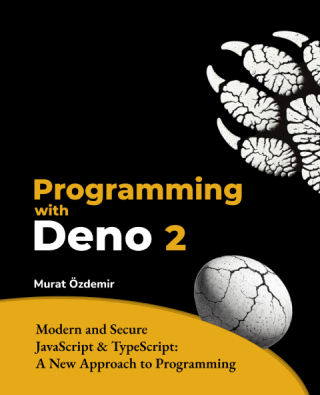 Programming
with
Deno 2
Murat Özdemir
Modern and Secure
JavaScript & TypeScript:
A New Approach to Programming